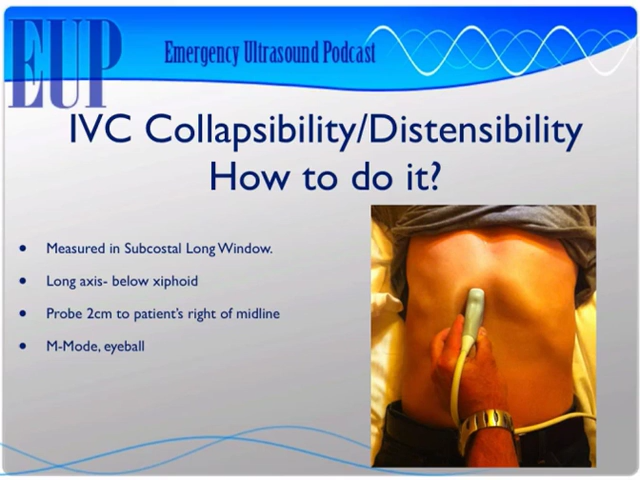 EUP
Emergency Ultrasound Podcast
IVC Collapsibility/Distensibility
How to do it?
Measured in Subcostal Long Window.
Long axis- below xiphoid
Probe 2cm to patient's right of midline
M-Mode, eyeball